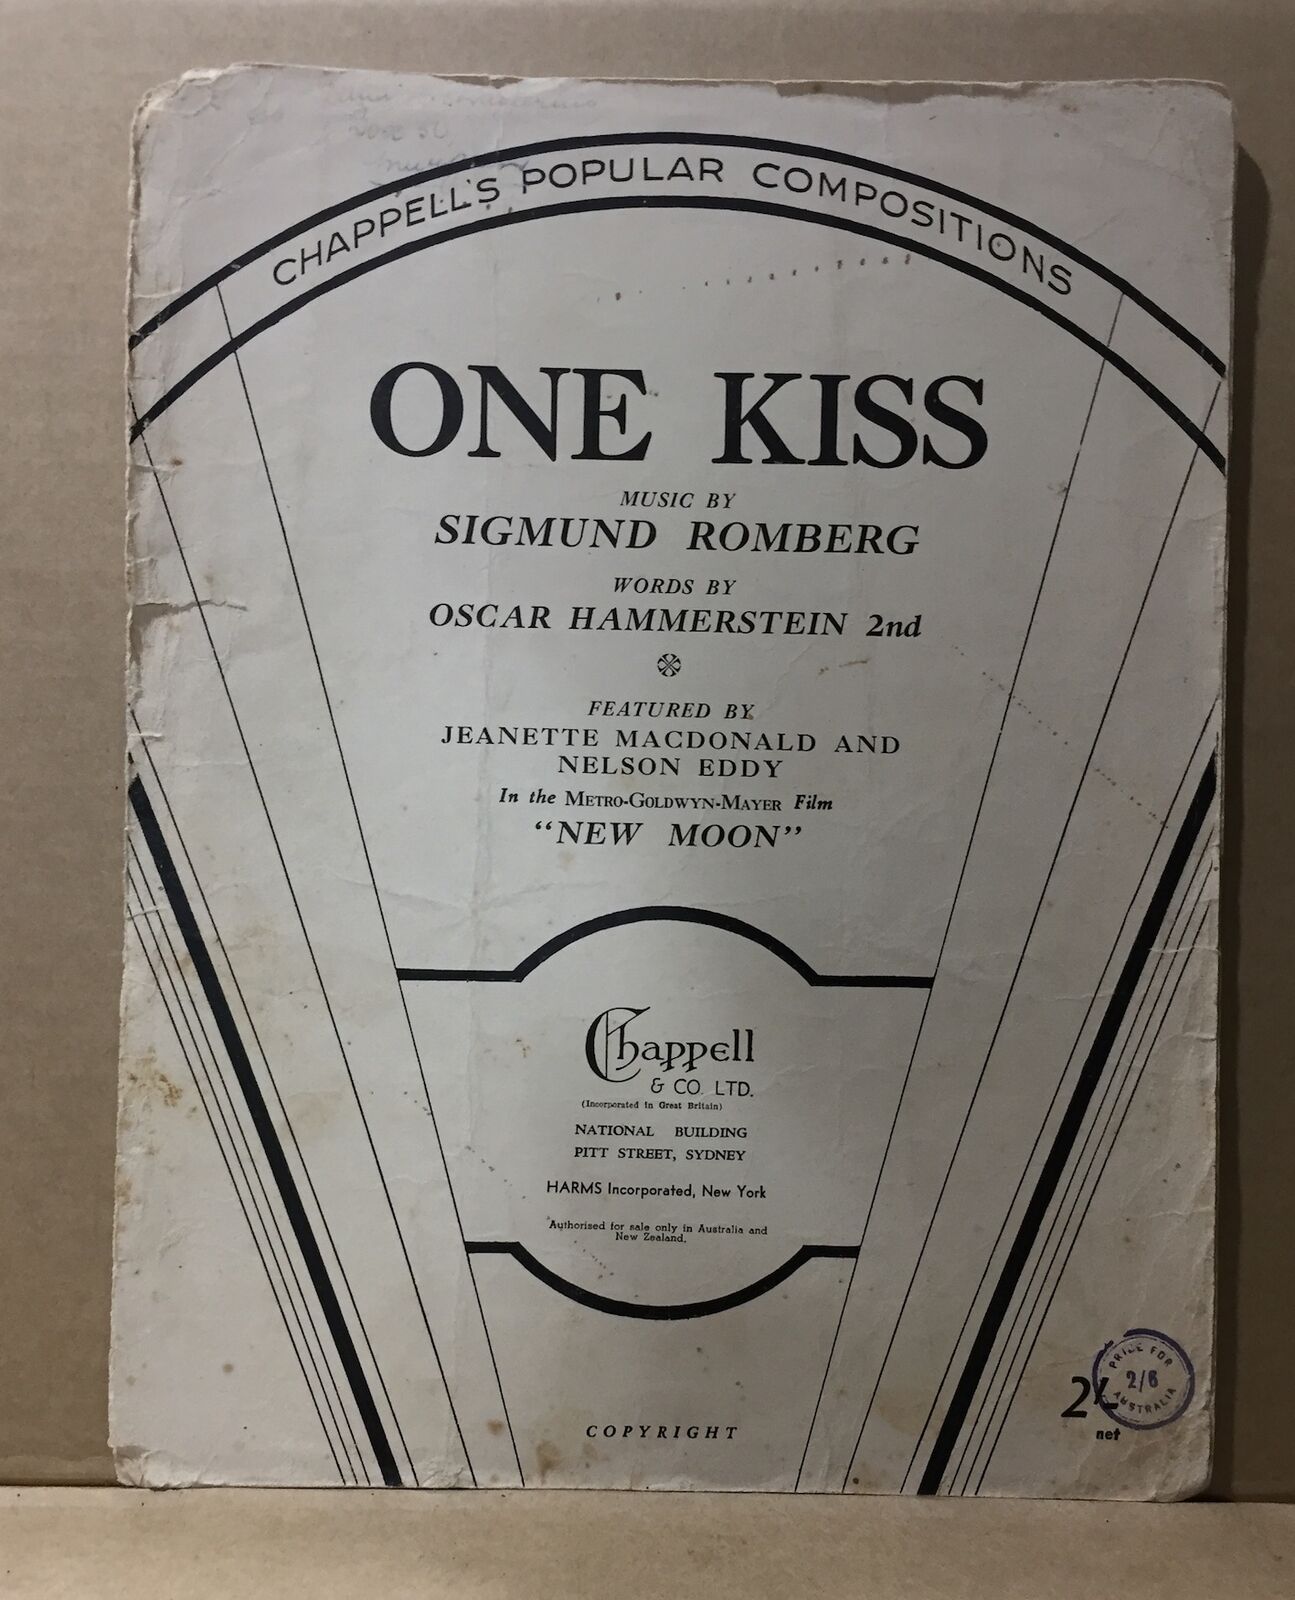 CHAPPELL'S POPULAR COMPOSITIONS
ONE KISS
MUSIC BY
SIGMUND ROMBERG
WORDS BY
OSCAR HAMMERSTEIN 2nd
FEATURED BY
JEANETTE MACDONALD AND
NELSON EDDY
In the METRO-GOLDWYN-MAYER Film
"NEW MOON"
Chappell
& CO. LTD.
(Incorporated in Great Britain)
NATIONAL BUILDING
PITT STREET, SYDNEY
HARMS Incorporated, New York
Authorised for sale only in Australia and
New Zealand.
PRICE FOR
2/6
AUSTRALIA
2/-
net
COPYRIGHT